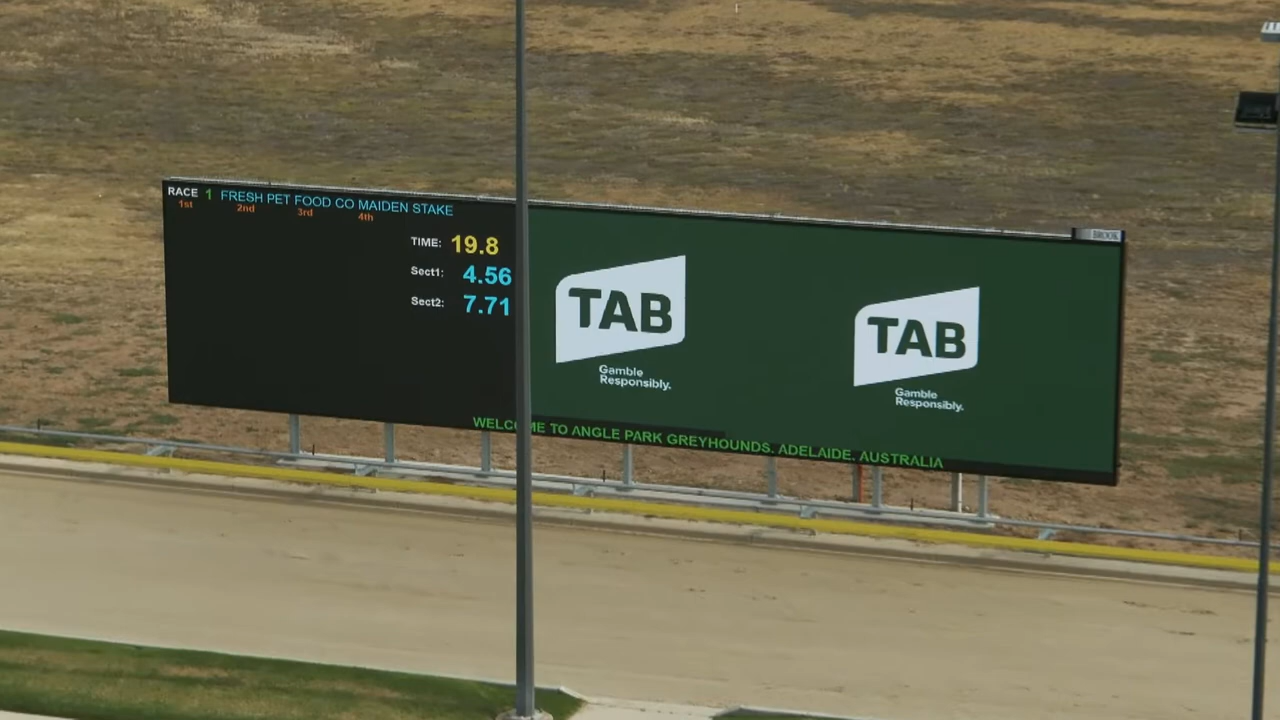 RACE 1 FRESH PET FOOD CO MAIDEN STAKE
1st 2nd 3rd 4th
TIME: 19.8
Sect1: 4.56
Sect2: 7.71
TAB
Gamble
Responsibly.
TAB
Gamble
Responsibly.
WELCOME TO ANGLE PARK GREYHOUNDS. ADELAIDE. AUSTRALIA
BROOK